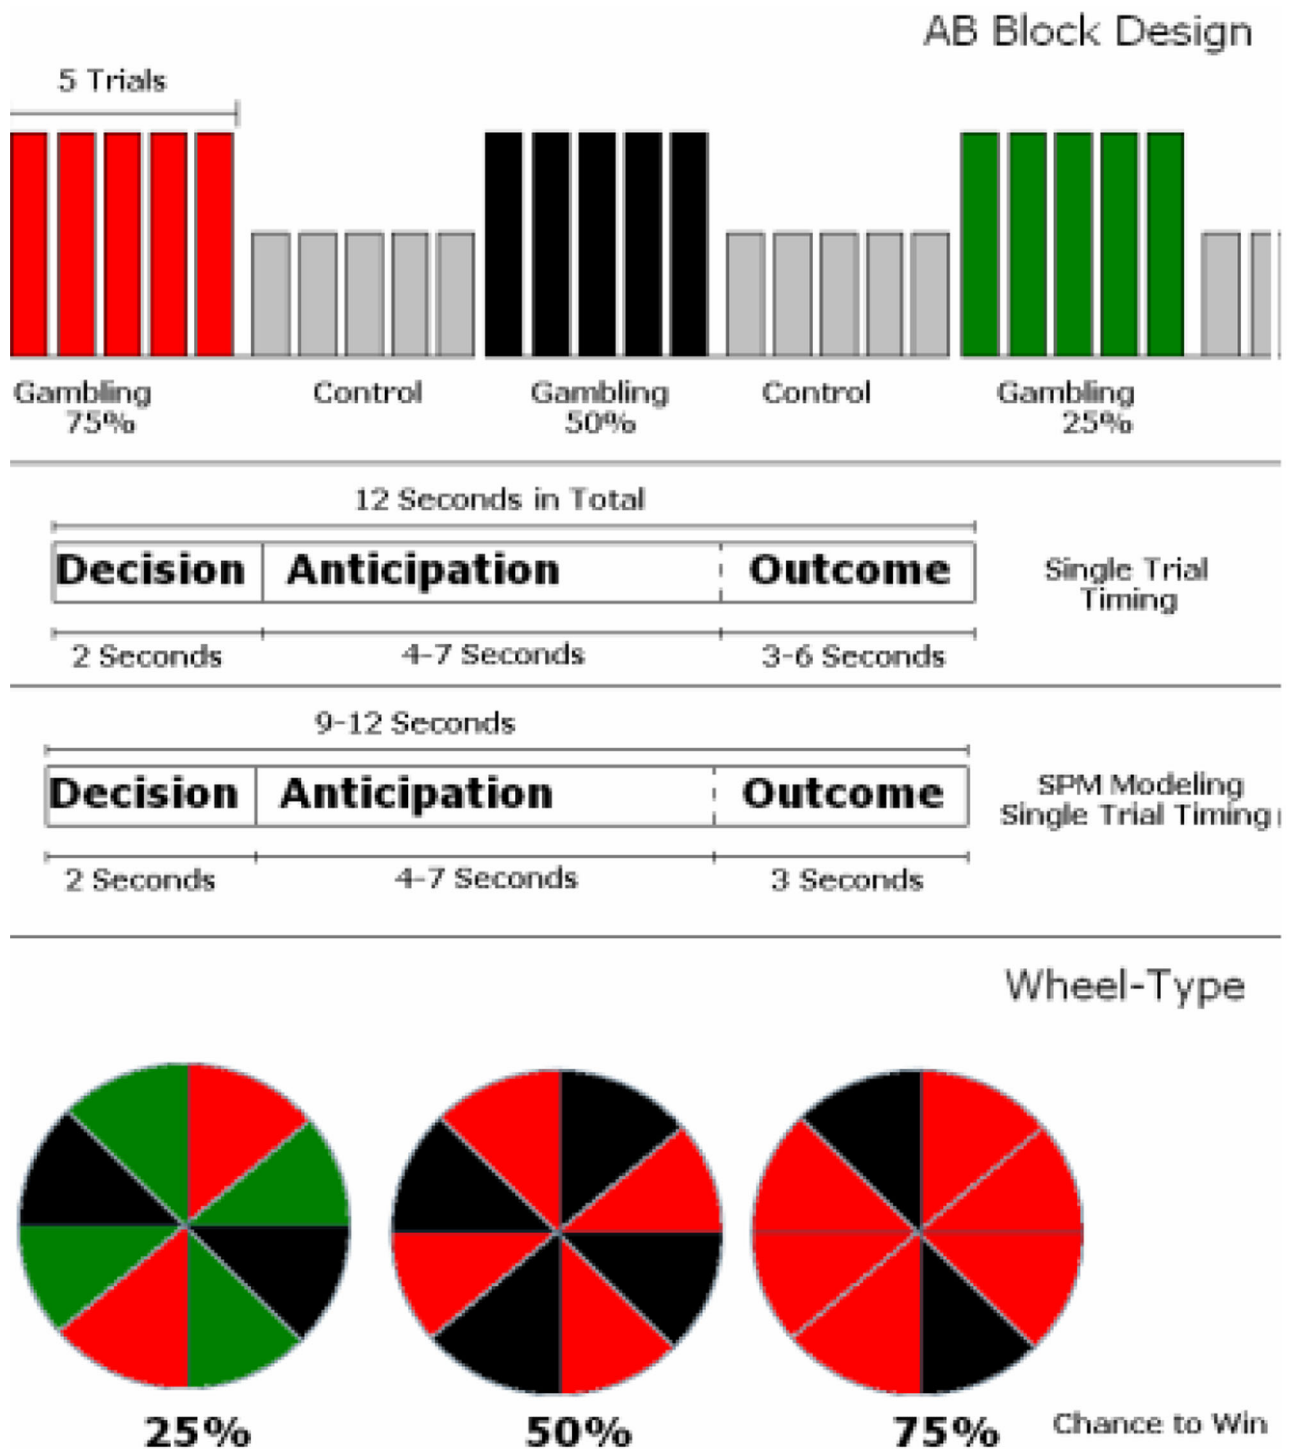 AB Block Design
5 Trials
Gambling
75%
Control
Gambling
50%
Control
Gambling
25%
12 Seconds in Total
Decision Anticipation Outcome
Single Trial
Timing
2 Seconds 4-7 Seconds 3-6 Seconds
9-12 Seconds
Decision Anticipation Outcome
SPM Modeling
Single Trial Timing
2 Seconds 4-7 Seconds 3 Seconds
Wheel-Type
25% 50% 75% Chance to Win